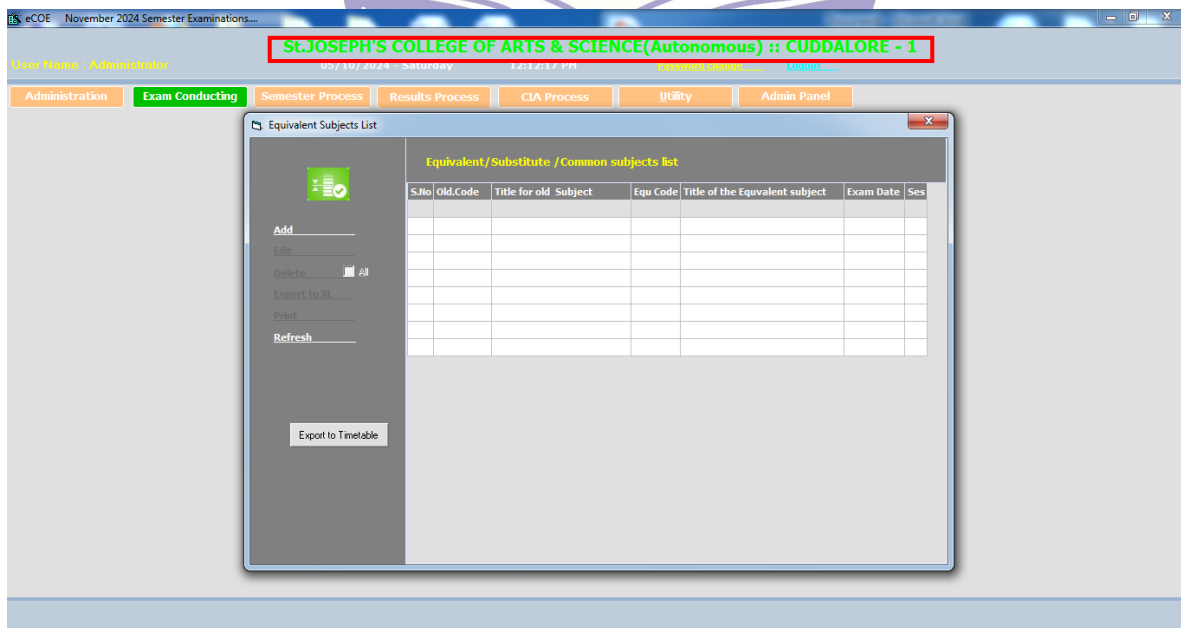 eCOE November 2024 Semester Examinations....
St.JOSEPH'S COLLEGE OF ARTS & SCIENCE(Autonomous) :: CUDDALORE - 1
User Name : Administrator 05/10/2024 - Saturday 12:12:17 PM Password change Logout
Administration Exam Conducting Semester Process Results Process CIA Process Utility Admin Panel
Equivalent Subjects List
Equivalent/Substitute /Common subjects list
S.No Old.Code Title for old Subject Equ Code Title of the Equvalent subject Exam Date Ses
Add
Edit
Delete All
Export to XL
Print
Refresh
Export to Timetable